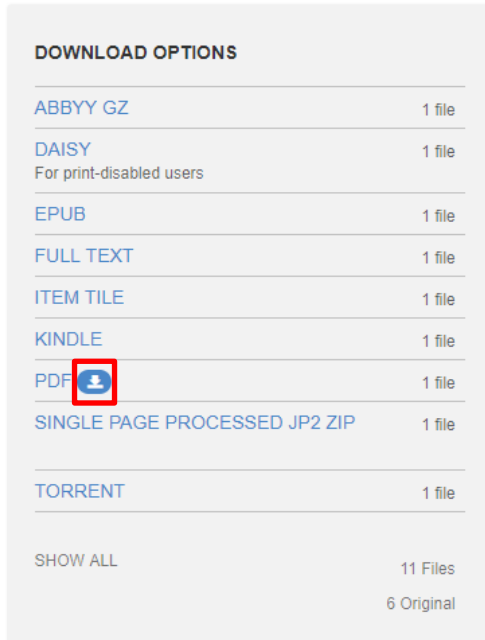 DOWNLOAD OPTIONS
ABBYY GZ 1 file
DAISY 1 file
For print-disabled users
EPUB 1 file
FULL TEXT 1 file
ITEM TILE 1 file
KINDLE 1 file
PDF 1 file
SINGLE PAGE PROCESSED JP2 ZIP 1 file
TORRENT 1 file
SHOW ALL 11 Files
6 Original